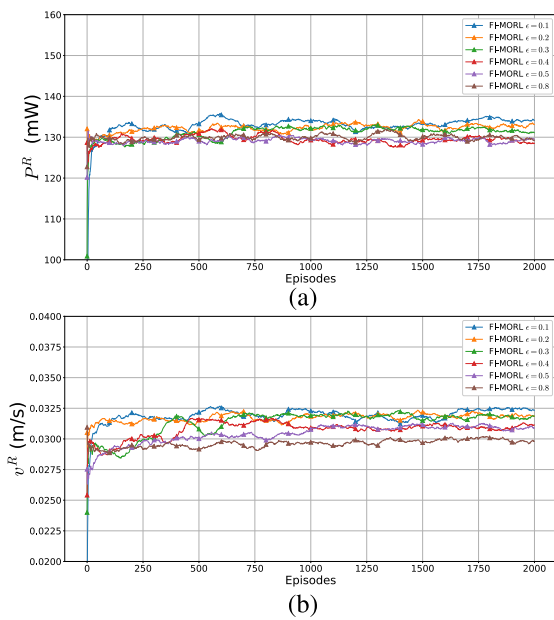 160
150
140
130
120
110
100
P^R (mW)
FI-MORL ϵ = 0.1
FI-MORL ϵ = 0.2
FI-MORL ϵ = 0.3
FI-MORL ϵ = 0.4
FI-MORL ϵ = 0.5
FI-MORL ϵ = 0.8
0 250 500 750 1000 1250 1500 1750 2000
Episodes
(a)
0.0400
0.0375
0.0350
0.0325
0.0300
0.0275
0.0250
0.0225
0.0200
v^R (m/s)
FI-MORL ϵ = 0.1
FI-MORL ϵ = 0.2
FI-MORL ϵ = 0.3
FI-MORL ϵ = 0.4
FI-MORL ϵ = 0.5
FI-MORL ϵ = 0.8
0 250 500 750 1000 1250 1500 1750 2000
Episodes
(b)